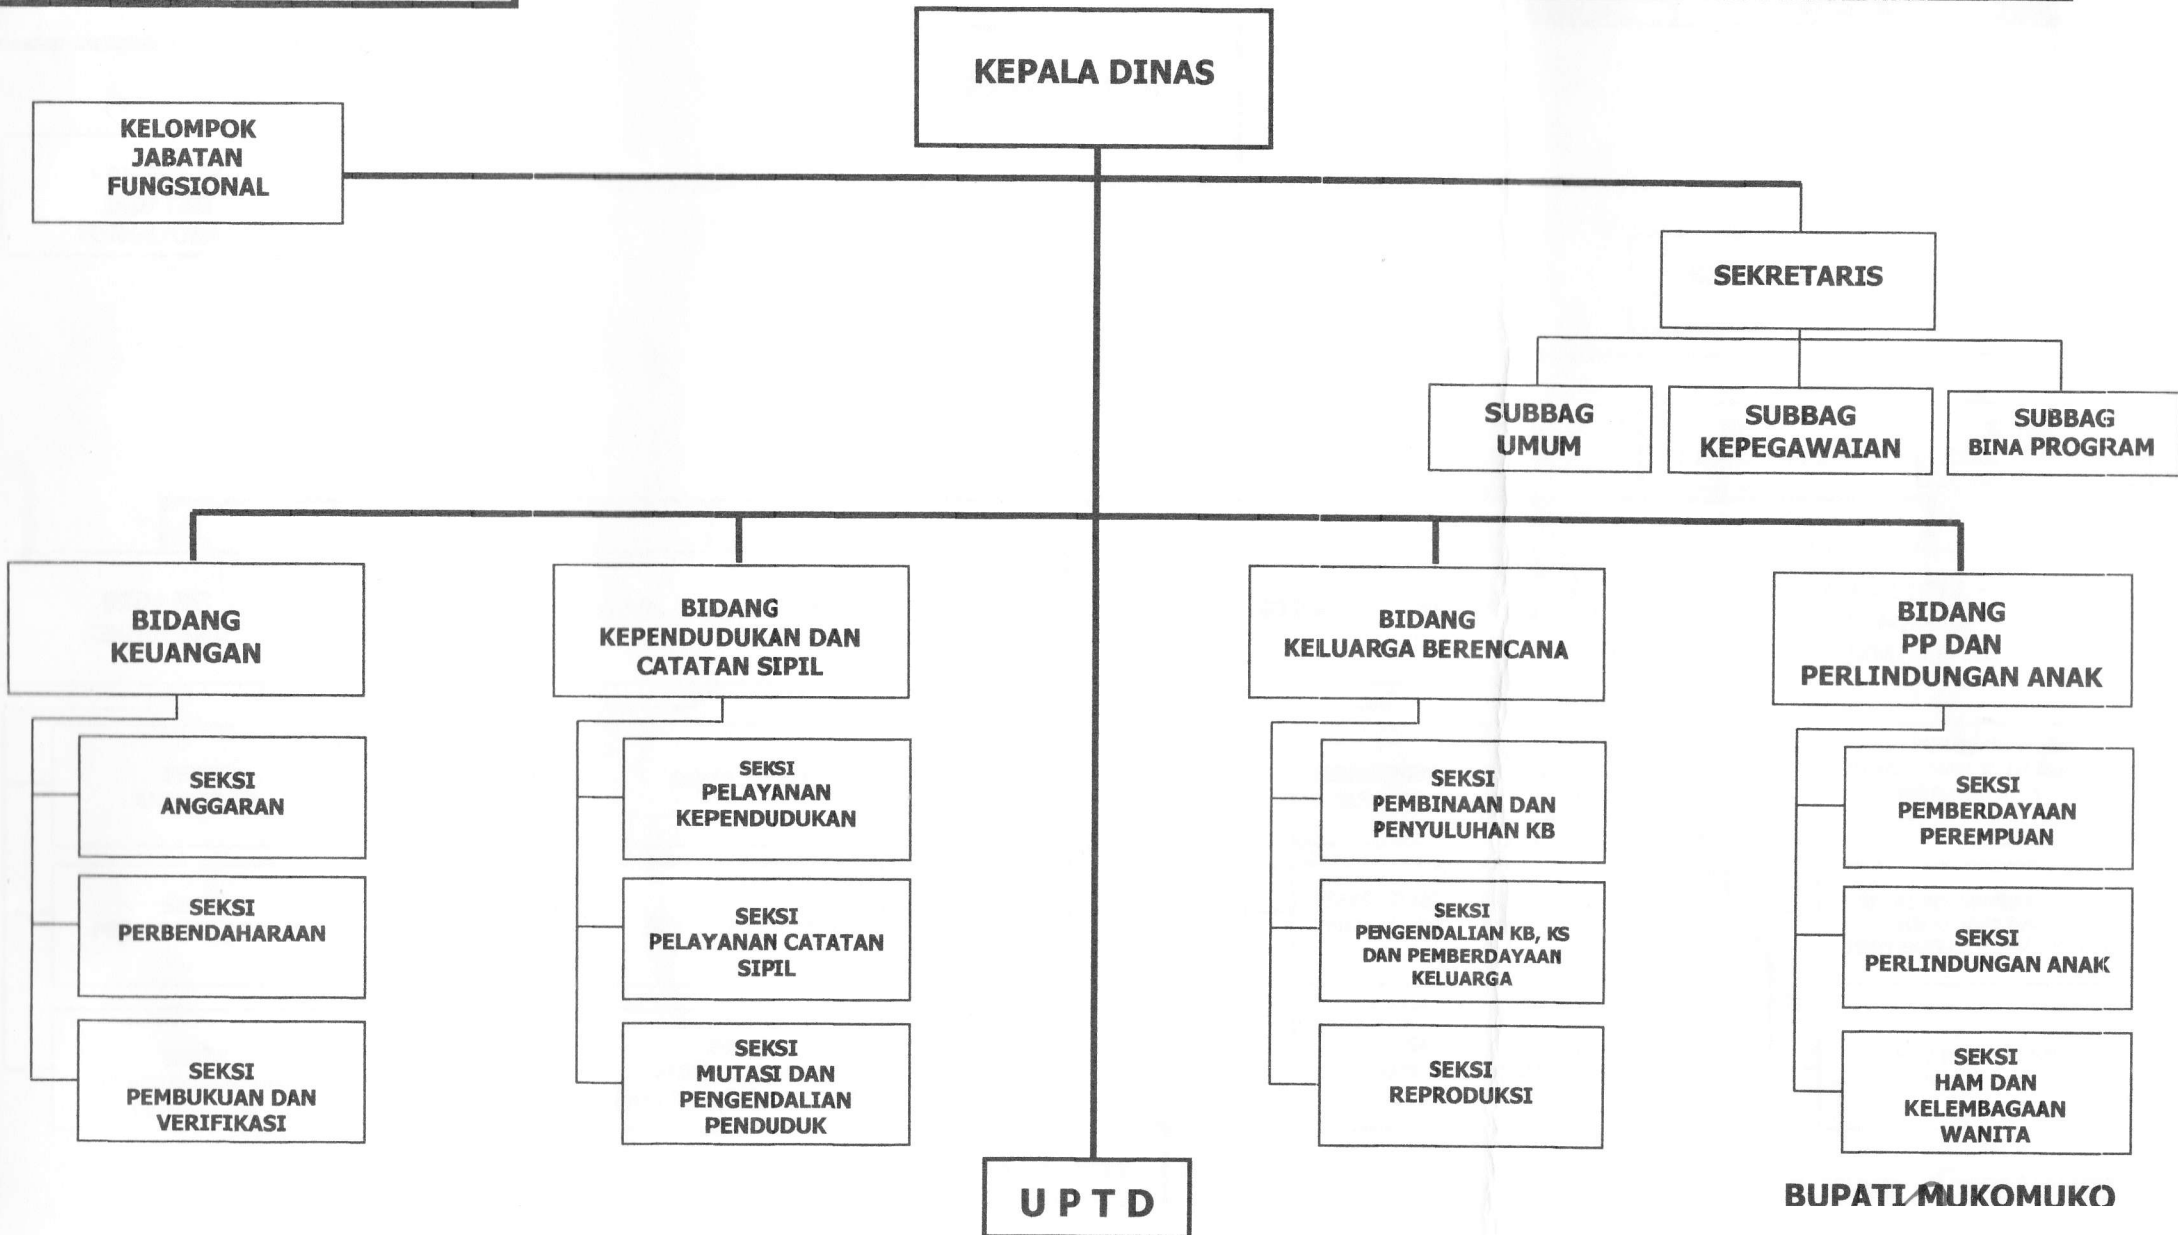 KEPALA DINAS
KELOMPOK
JABATAN
FUNGSIONAL
SEKRETARIS
SUBBAG
UMUM
SUBBAG
KEPEGAWAIAN
SUBBAG
BINA PROGRAM
BIDANG
KEUANGAN
BIDANG
KEPENDUDUKAN DAN
CATATAN SIPIL
BIDANG
KELUARGA BERENCANA
BIDANG
PP DAN
PERLINDUNGAN ANAK
SEKSI
ANGGARAN
SEKSI
PERBENDAHARAAN
SEKSI
PEMBUKUAN DAN
VERIFIKASI
SEKSI
PELAYANAN
KEPENDUDUKAN
SEKSI
PELAYANAN CATATAN
SIPIL
SEKSI
MUTASI DAN
PENGENDALIAN
PENDUDUK
SEKSI
PEMBINAAN DAN
PENYULUHAN KB
SEKSI
PENGENDALIAN KB, KS
DAN PEMBERDAYAAN
KELUARGA
SEKSI
REPRODUKSI
SEKSI
PEMBERDAYAAN
PEREMPUAN
SEKSI
PERLINDUNGAN ANAK
SEKSI
HAM DAN
KELEMBAGAAN
WANITA
U P T D
BUPATI MUKOMUKO